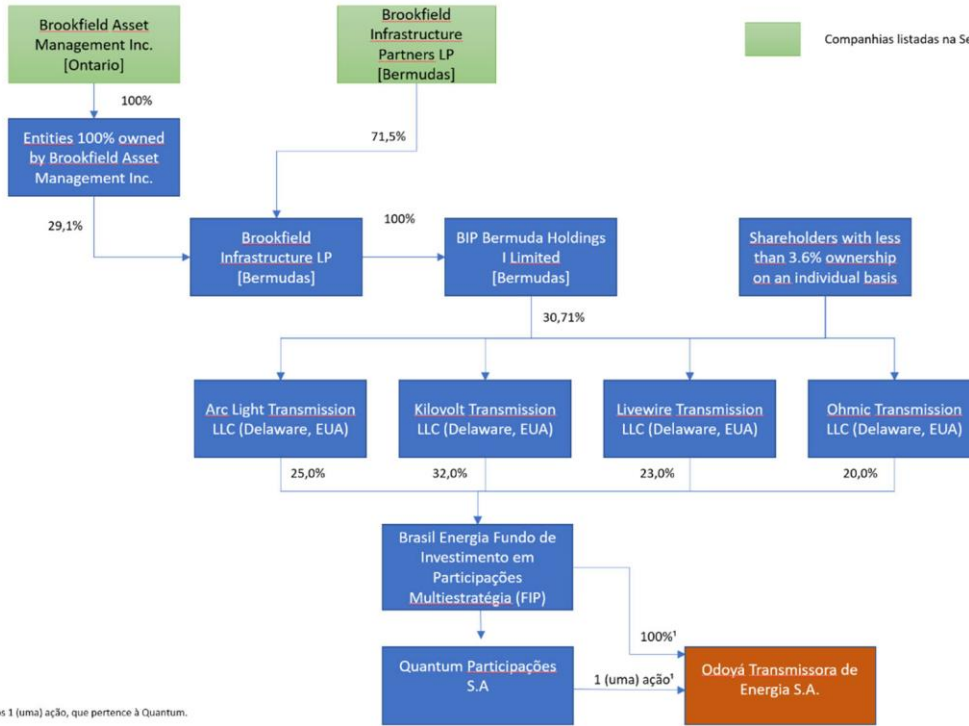 Brookfield Asset
Management Inc.
[Ontario]
Brookfield
Infrastructure
Partners LP
[Bermudas]
Companhias listadas na
100%
Entities 100% owned
by Brookfield Asset
Management Inc.
71,5%
29,1%
100%
Brookfield
Infrastructure LP
[Bermudas]
BIP Bermuda Holdings
I Limited
[Bermudas]
Shareholders with less
than 3.6% ownership
on an individual basis
30,71%
Arc Light Transmission
LLC (Delaware, EUA)
Kilovolt Transmission
LLC (Delaware, EUA)
Livewire Transmission
LLC (Delaware, EUA)
Ohmic Transmission
LLC (Delaware, EUA)
25,0%
32,0%
23,0%
20,0%
Brasil Energia Fundo de
Investimento em
Participações
Multiestratégia (FIP)
100%¹
Quantum Participações
S.A
1 (uma) ação¹
Odoyá Transmissora de
Energia S.A.
1 (uma) ação, que pertence à Quantum.